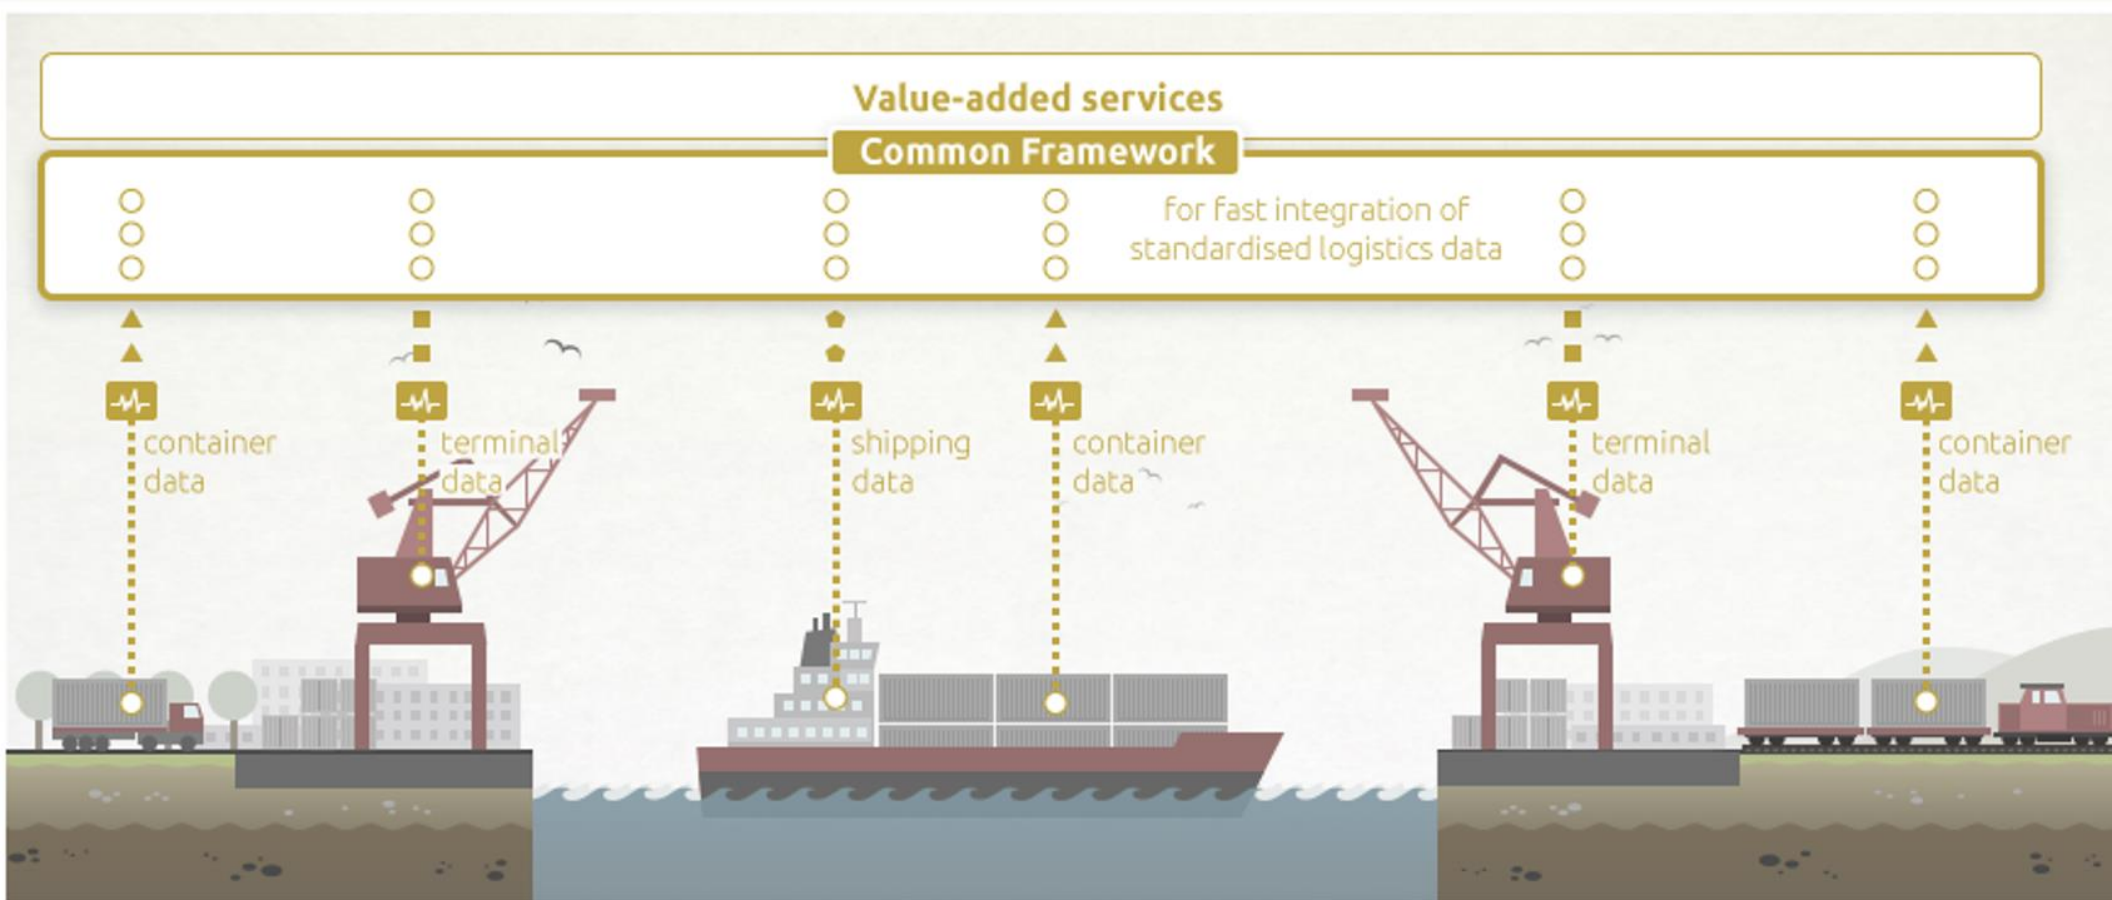 Value-added services
Common Framework
for fast integration of
standardised logistics data
container
data
terminal
data
shipping
data
container
data
terminal
data
container
data